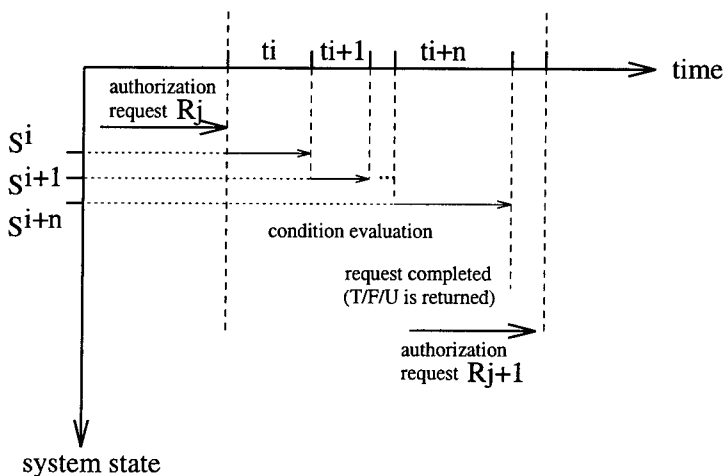 ti ti+1 ti+n
time
authorization
request Rj
Si
Si+1
...
Si+n
condition evaluation
request completed
(T/F/U is returned)
authorization
request Rj+1
system state